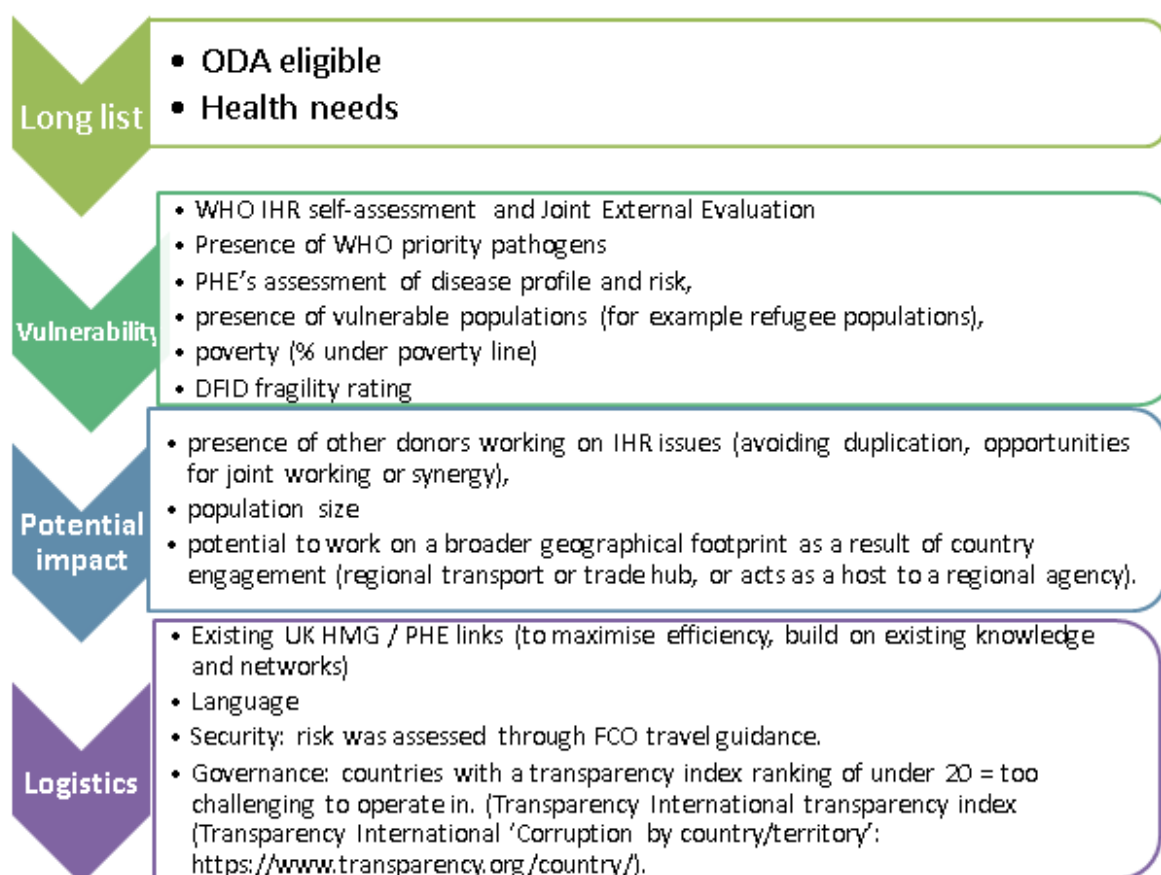 Long list
• ODA eligible
• Health needs
Vulnerability
• WHO IHR self-assessment and Joint External Evaluation
• Presence of WHO priority pathogens
• PHE's assessment of disease profile and risk,
• presence of vulnerable populations (for example refugee populations),
• poverty (% under poverty line)
• DFID fragility rating
Potential
impact
• presence of other donors working on IHR issues (avoiding duplication, opportunities
for joint working or synergy),
• population size
• potential to work on a broader geographical footprint as a result of country
engagement (regional transport or trade hub, or acts as a host to a regional agency).
Logistics
• Existing UK HMG / PHE links (to maximise efficiency, build on existing knowledge
and networks)
• Language
• Security: risk was assessed through FCO travel guidance.
• Governance: countries with a transparency index ranking of under 20 = too
challenging to operate in. (Transparency International transparency index
(Transparency International 'Corruption by country/territory':
https://www.transparency.org/country/).